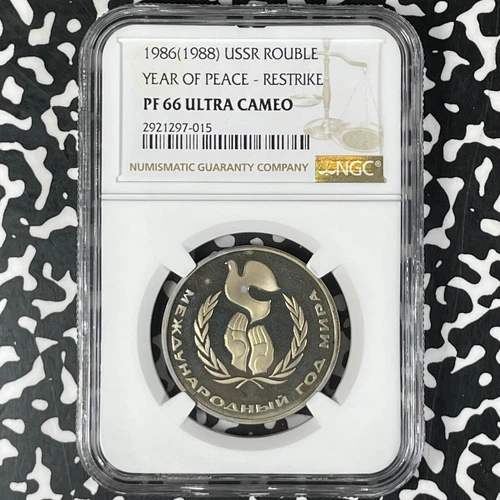 1986(1988) USSR ROUBLE
YEAR OF PEACE - RESTRIKE
PF 66 ULTRA CAMEO
2921297-015
NUMISMATIC GUARANTY COMPANY
NGC
МЕЖДУНАРОДНЫЙ ГОД МИРА